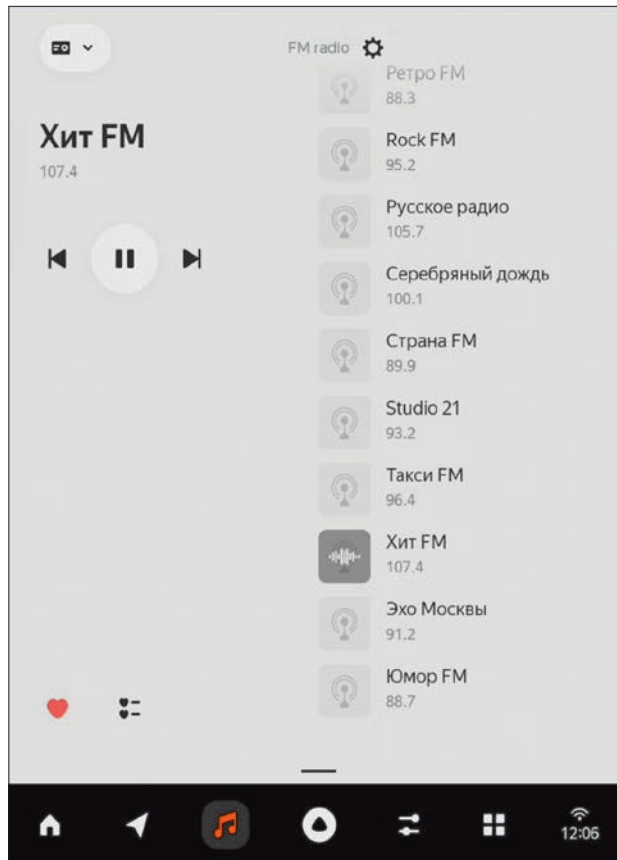 FM radio
Хит FM
107.4
Ретро FM
88.3
Rock FM
95.2
Русское радио
105.7
Серебряный дождь
100.1
Страна FM
89.9
Studio 21
93.2
Такси FM
96.4
Хит FM
107.4
Эхо Москвы
91.2
Юмор FM
88.7
12:06